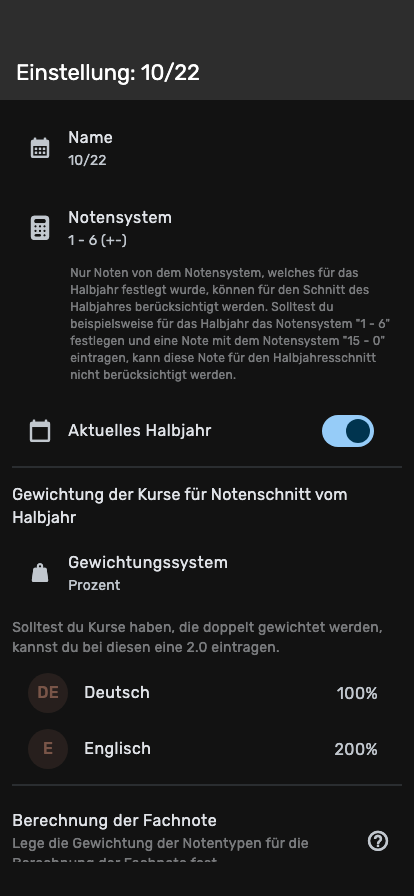 Einstellung: 10/22
Name
10/22
Notensystem
1 - 6 (+-)
Nur Noten von dem Notensystem, welches für das
Halbjahr festlegt wurde, können für den Schnitt des
Halbjahres berücksichtigt werden. Solltest du
beispielsweise für das Halbjahr das Notensystem "1 - 6"
festlegen und eine Note mit dem Notensystem "15 - 0"
eintragen, kann diese Note für den Halbjahresschnitt
nicht berücksichtigt werden.
Aktuelles Halbjahr
Gewichtung der Kurse für Notenschnitt vom
Halbjahr
Gewichtungssystem
Prozent
Solltest du Kurse haben, die doppelt gewichtet werden,
kannst du bei diesen eine 2.0 eintragen.
DE Deutsch 100%
E Englisch 200%
Berechnung der Fachnote
Lege die Gewichtung der Notentypen für die
Berechnung der Fachnote fest